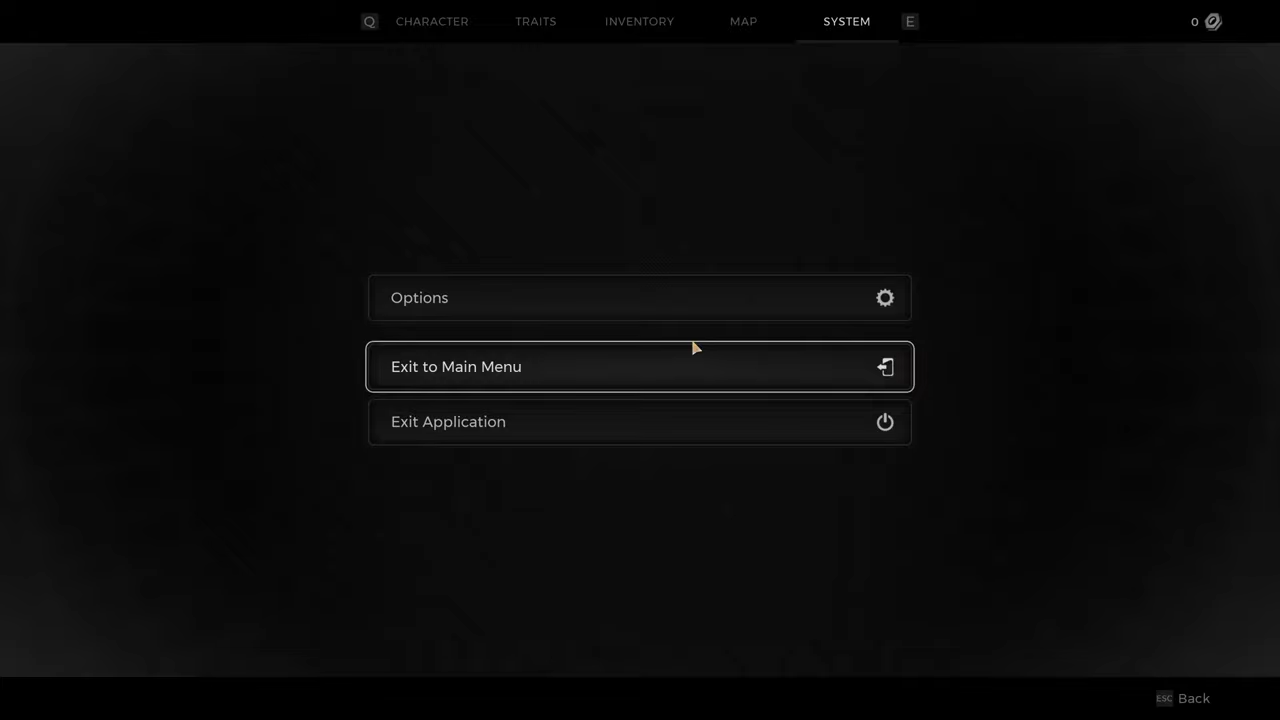 Q CHARACTER TRAITS INVENTORY MAP SYSTEM E 0
Options
Exit to Main Menu
Exit Application
ESC Back